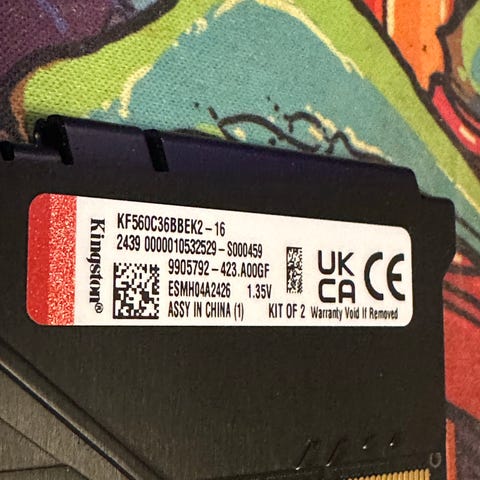 Kingston®
KF560C36BBEK2-16
2439 0000010532529-S000459
9905792-423.A00GF
ESMH04A2426 1.35V
ASSY IN CHINA (1) KIT OF 2 Warranty Void If Removed
UK
CA
CE